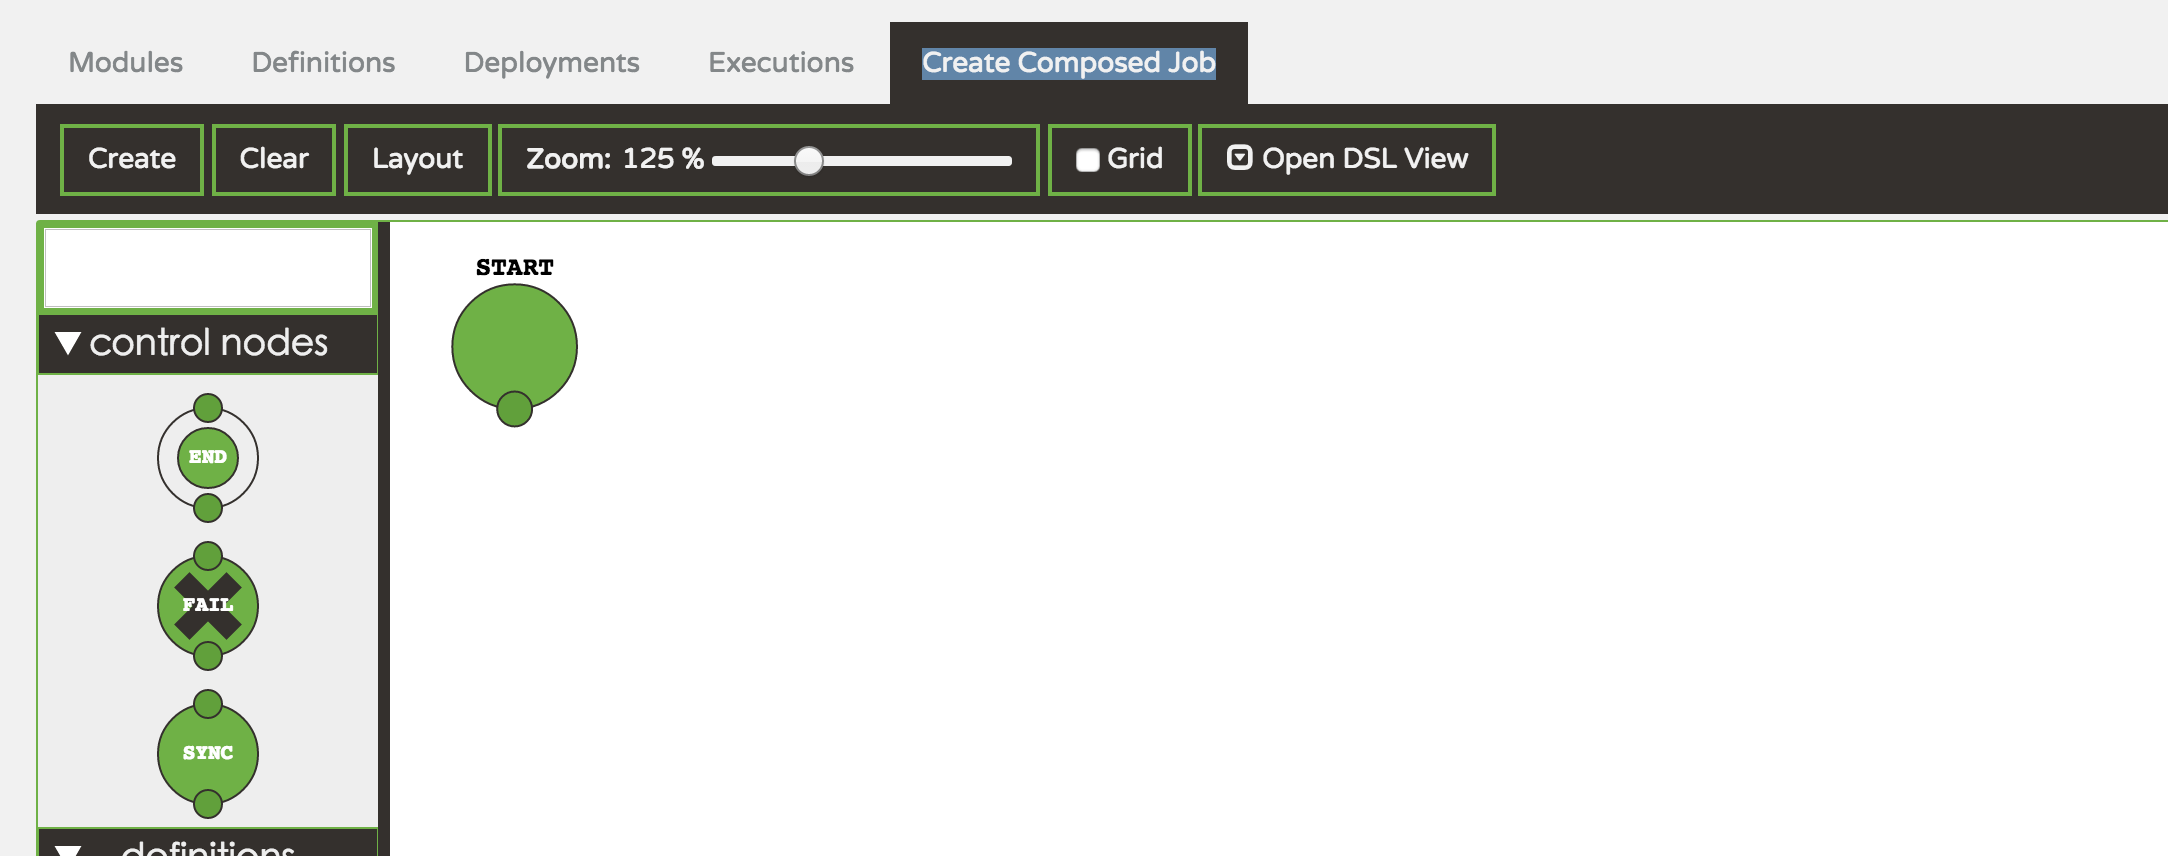 Modules Definitions Deployments Executions Create Composed Job
Create Clear Layout Zoom: 125 % Grid Open DSL View
START
control nodes
END
FAIL
SYNC
definitions